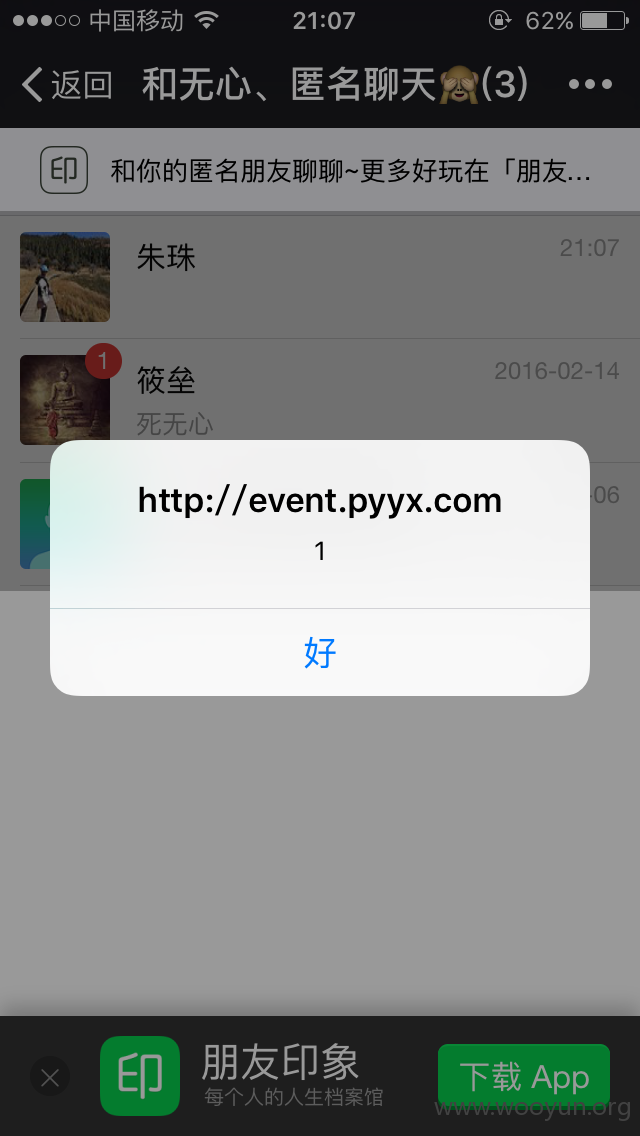 中国移动 21:07 62%
返回 和无心、匿名聊天🙈(3)
印 和你的匿名朋友聊聊~更多好玩在「朋友...
朱珠 21:07
1
筱垒 2016-02-14
死无心
-06
http://event.pyyx.com
1
好
印 朋友印象
每个人的人生档案馆
下载 App
www.wooyun.org